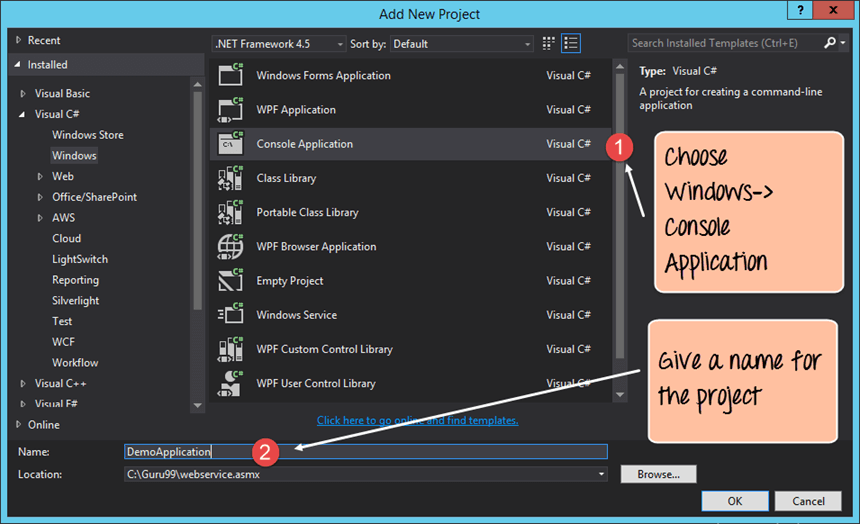 Add New Project
?
Recent
.NET Framework 4.5 Sort by: Default
Search Installed Templates (Ctrl+E)
Installed
Visual Basic
Visual C#
Windows Store
Windows
Web
Office/SharePoint
AWS
Cloud
LightSwitch
Reporting
Silverlight
Test
WCF
Workflow
Visual C++
Visual F#
Online
C# Windows Forms Application Visual C#
C# WPF Application Visual C#
C# C:\ Console Application Visual C#
C# Class Library Visual C#
C# Portable Class Library Visual C#
C# WPF Browser Application Visual C#
C# Empty Project Visual C#
C# Windows Service Visual C#
C# WPF Custom Control Library Visual C#
C# WPF User Control Library Visual C#
Click here to go online and find templates.
Type: Visual C#
A project for creating a command-line
application
1
Choose
Windows->
Console
Application
Give a name for
the project
Name: DemoApplication
2
Location: C:\Guru99\webservice.asmx
Browse...
OK
Cancel